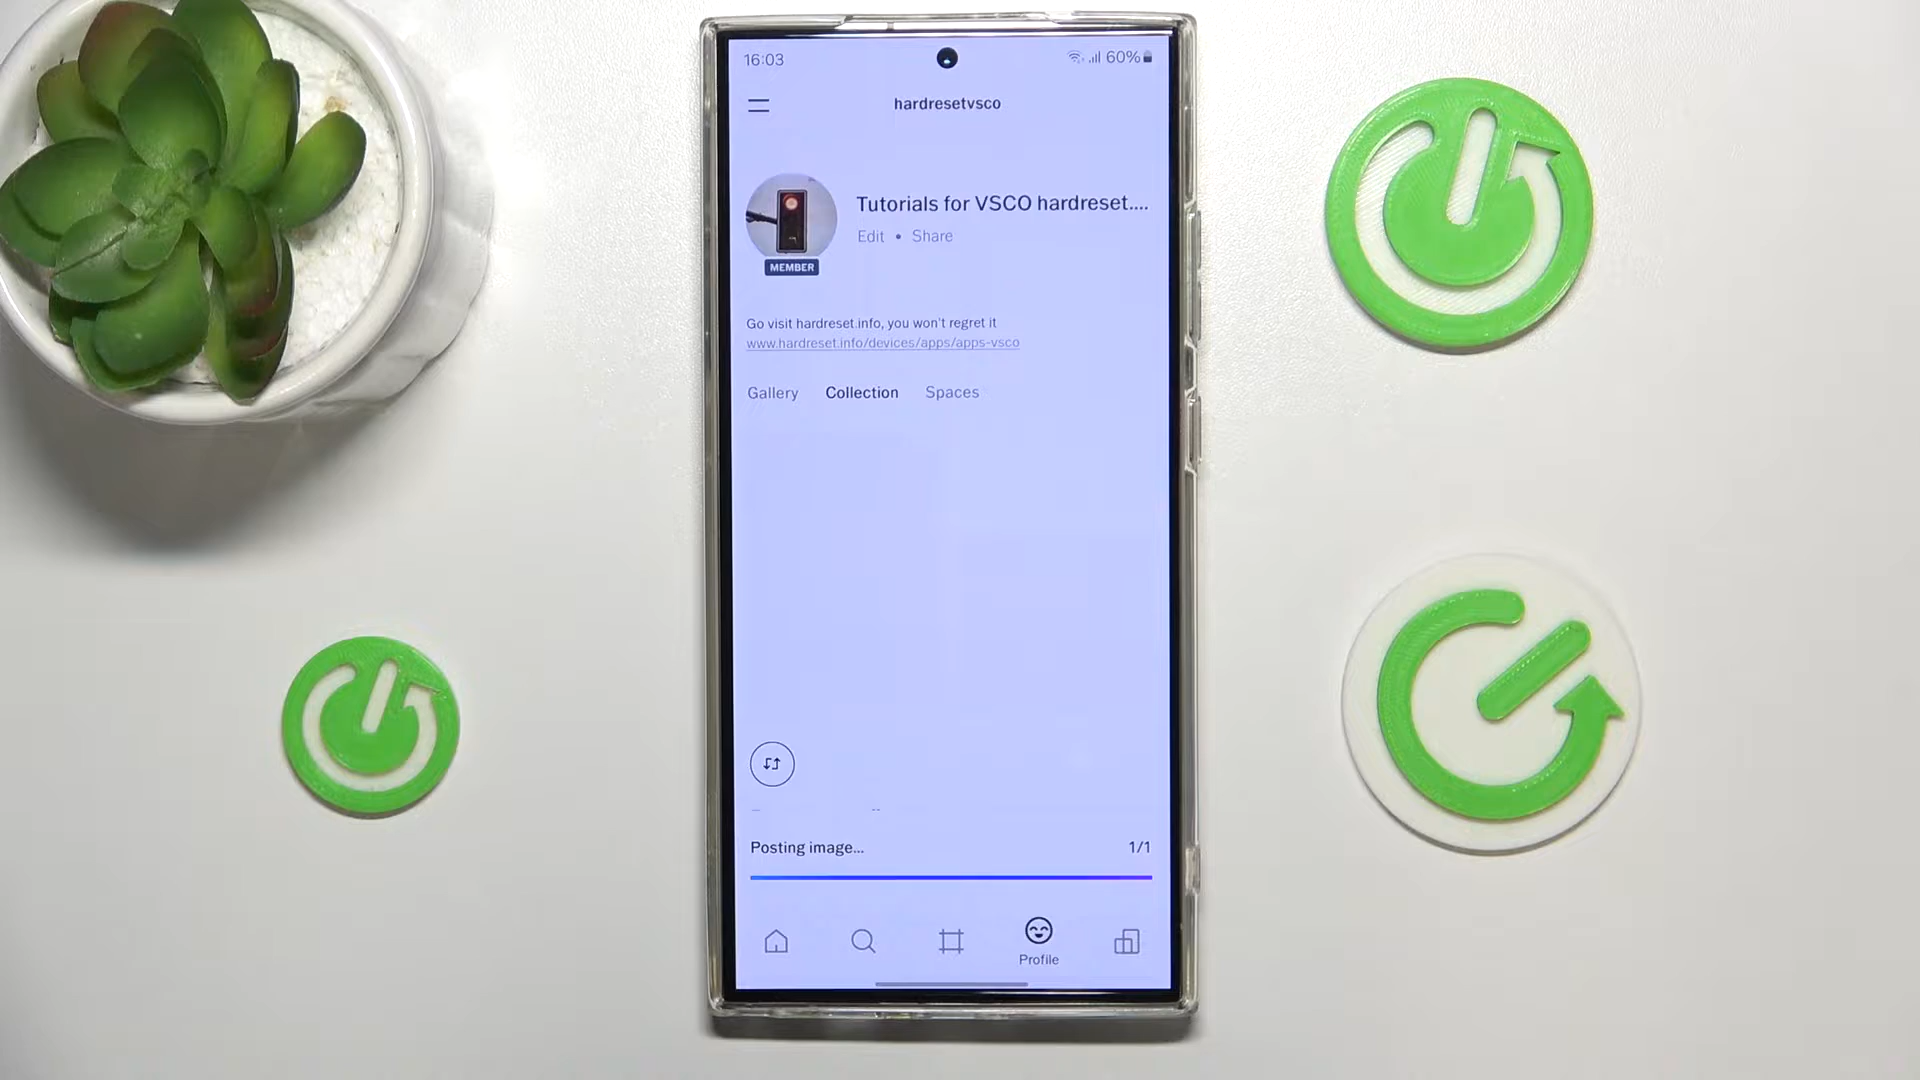 16:03
60%
hardresetvsco
Tutorials for VSCO hardreset....
Edit • Share
MEMBER
Go visit hardreset.info, you won't regret it
www.hardreset.info/devices/apps/apps-vsco
Gallery Collection Spaces
Posting image... 1/1
Profile